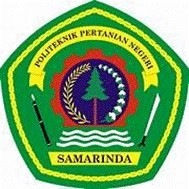 POLITEKNIK PERTANIAN NEGERI
SAMARINDA